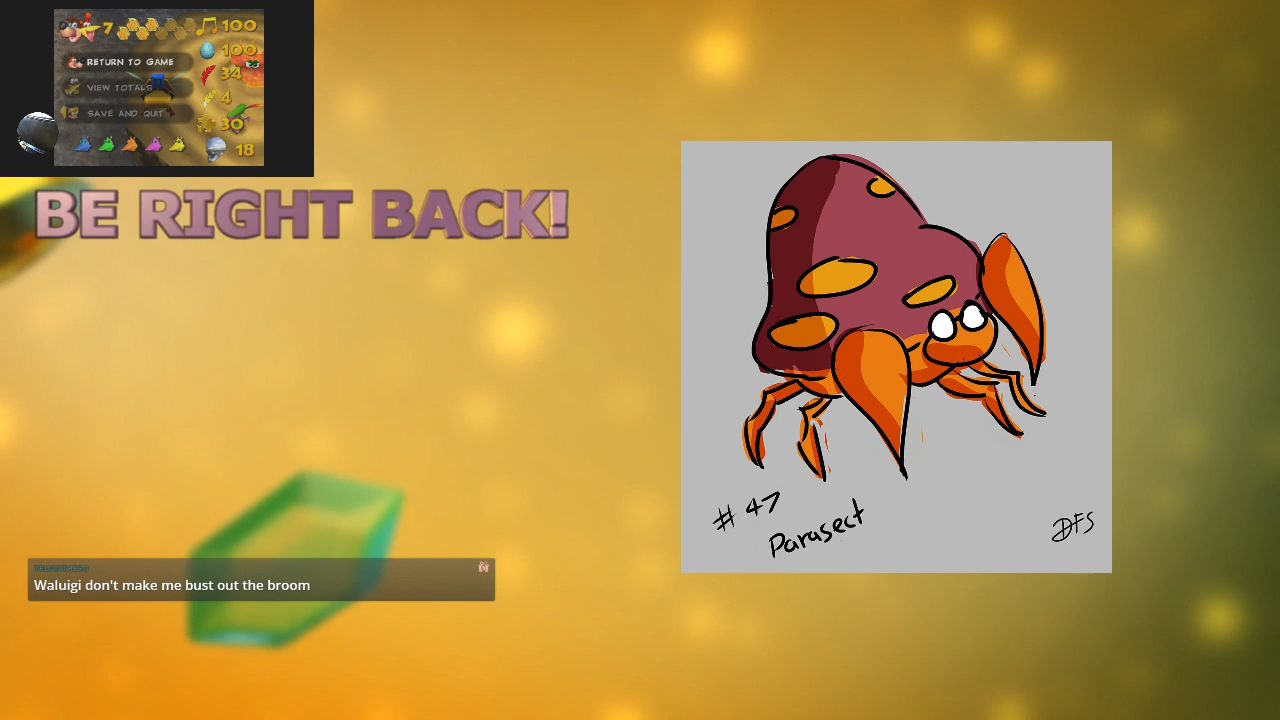 7
100
100
RETURN TO GAME
34
VIEW TOTALS
4
SAVE AND QUIT
30
18
BE RIGHT BACK!
Waluigi don't make me bust out the broom
# 47
Parasect
DFS